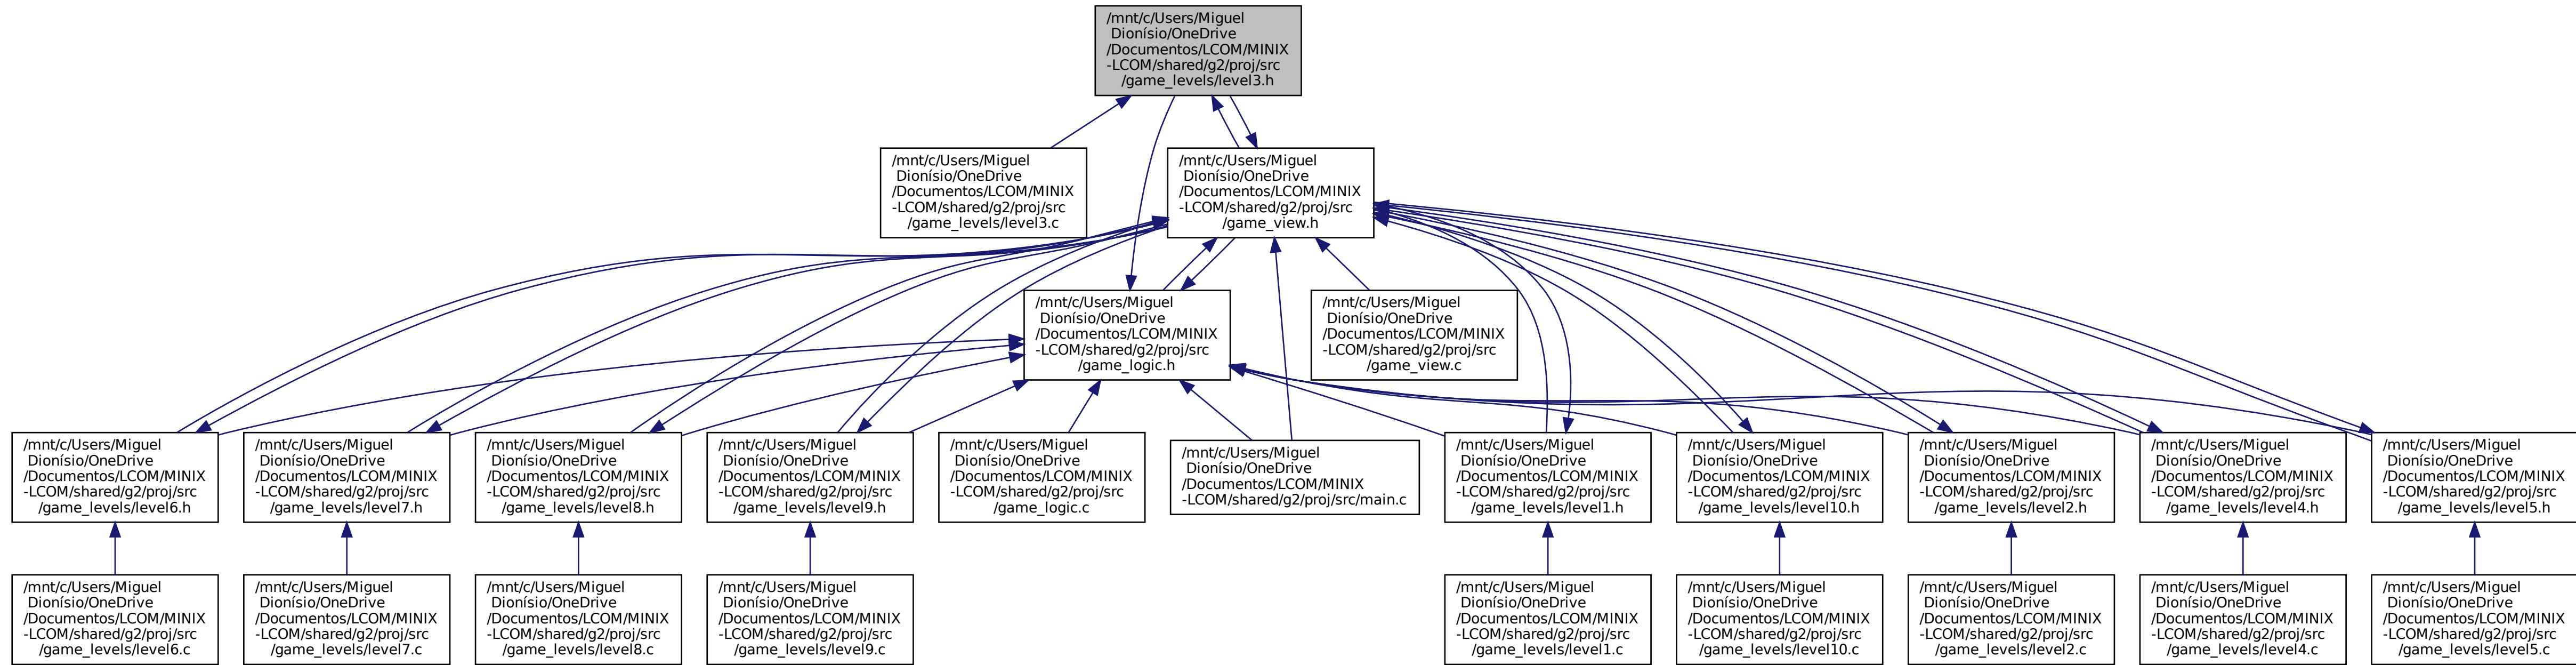 /mnt/c/Users/Miguel
Dionísio/OneDrive
/Documentos/LCOM/MINIX
-LCOM/shared/g2/proj/src
/game_levels/level3.h
/mnt/c/Users/Miguel
Dionísio/OneDrive
/Documentos/LCOM/MINIX
-LCOM/shared/g2/proj/src
/game_levels/level3.c
/mnt/c/Users/Miguel
Dionísio/OneDrive
/Documentos/LCOM/MINIX
-LCOM/shared/g2/proj/src
/game_view.h
/mnt/c/Users/Miguel
Dionísio/OneDrive
/Documentos/LCOM/MINIX
-LCOM/shared/g2/proj/src
/game_logic.h
/mnt/c/Users/Miguel
Dionísio/OneDrive
/Documentos/LCOM/MINIX
-LCOM/shared/g2/proj/src
/game_view.c
/mnt/c/Users/Miguel
Dionísio/OneDrive
/Documentos/LCOM/MINIX
-LCOM/shared/g2/proj/src
/game_levels/level6.h
/mnt/c/Users/Miguel
Dionísio/OneDrive
/Documentos/LCOM/MINIX
-LCOM/shared/g2/proj/src
/game_levels/level7.h
/mnt/c/Users/Miguel
Dionísio/OneDrive
/Documentos/LCOM/MINIX
-LCOM/shared/g2/proj/src
/game_levels/level8.h
/mnt/c/Users/Miguel
Dionísio/OneDrive
/Documentos/LCOM/MINIX
-LCOM/shared/g2/proj/src
/game_levels/level9.h
/mnt/c/Users/Miguel
Dionísio/OneDrive
/Documentos/LCOM/MINIX
-LCOM/shared/g2/proj/src
/game_logic.c
/mnt/c/Users/Miguel
Dionísio/OneDrive
/Documentos/LCOM/MINIX
-LCOM/shared/g2/proj/src/main.c
/mnt/c/Users/Miguel
Dionísio/OneDrive
/Documentos/LCOM/MINIX
-LCOM/shared/g2/proj/src
/game_levels/level1.h
/mnt/c/Users/Miguel
Dionísio/OneDrive
/Documentos/LCOM/MINIX
-LCOM/shared/g2/proj/src
/game_levels/level10.h
/mnt/c/Users/Miguel
Dionísio/OneDrive
/Documentos/LCOM/MINIX
-LCOM/shared/g2/proj/src
/game_levels/level2.h
/mnt/c/Users/Miguel
Dionísio/OneDrive
/Documentos/LCOM/MINIX
-LCOM/shared/g2/proj/src
/game_levels/level4.h
/mnt/c/Users/Miguel
Dionísio/OneDrive
/Documentos/LCOM/MINIX
-LCOM/shared/g2/proj/src
/game_levels/level5.h
/mnt/c/Users/Miguel
Dionísio/OneDrive
/Documentos/LCOM/MINIX
-LCOM/shared/g2/proj/src
/game_levels/level6.c
/mnt/c/Users/Miguel
Dionísio/OneDrive
/Documentos/LCOM/MINIX
-LCOM/shared/g2/proj/src
/game_levels/level7.c
/mnt/c/Users/Miguel
Dionísio/OneDrive
/Documentos/LCOM/MINIX
-LCOM/shared/g2/proj/src
/game_levels/level8.c
/mnt/c/Users/Miguel
Dionísio/OneDrive
/Documentos/LCOM/MINIX
-LCOM/shared/g2/proj/src
/game_levels/level9.c
/mnt/c/Users/Miguel
Dionísio/OneDrive
/Documentos/LCOM/MINIX
-LCOM/shared/g2/proj/src
/game_levels/level1.c
/mnt/c/Users/Miguel
Dionísio/OneDrive
/Documentos/LCOM/MINIX
-LCOM/shared/g2/proj/src
/game_levels/level10.c
/mnt/c/Users/Miguel
Dionísio/OneDrive
/Documentos/LCOM/MINIX
-LCOM/shared/g2/proj/src
/game_levels/level2.c
/mnt/c/Users/Miguel
Dionísio/OneDrive
/Documentos/LCOM/MINIX
-LCOM/shared/g2/proj/src
/game_levels/level4.c
/mnt/c/Users/Miguel
Dionísio/OneDrive
/Documentos/LCOM/MINIX
-LCOM/shared/g2/proj/src
/game_levels/level5.c